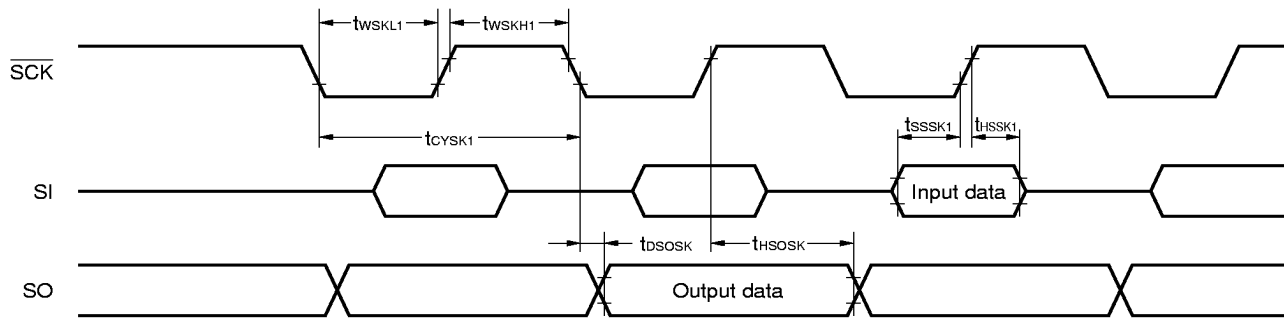 tWSKL1 tWSKH1
SCK
tCYSK1 tSSSK1 tHSSK1
SI Input data
tDSOSK tHSOSK
SO Output data